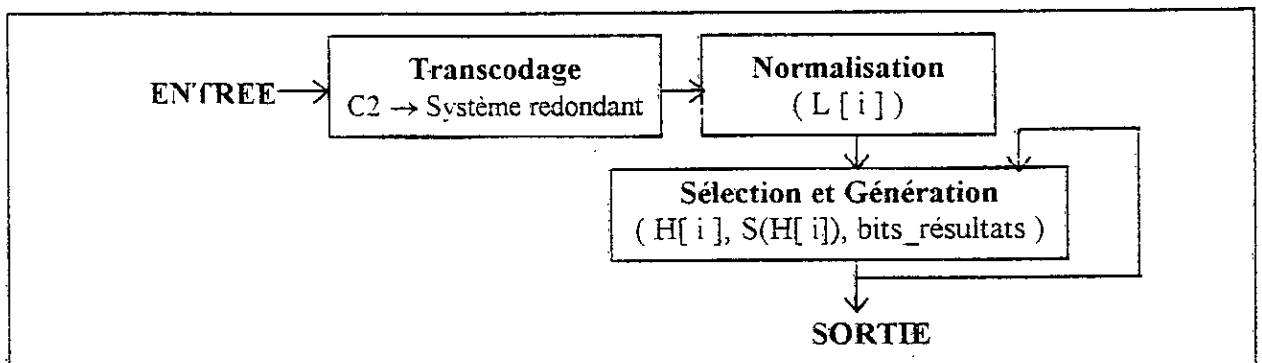 Transcodage
ENTREE
C2 → Système redondant
Normalisation
( L [ i ] )
Sélection et Génération
( H[ i ], S(H[ i]), bits_résultats )
SORTIE